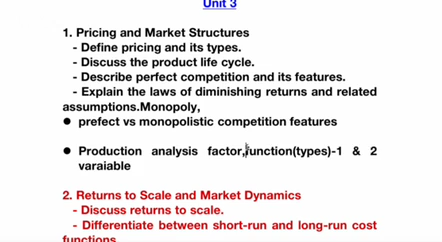 Unit 3
1. Pricing and Market Structures
- Define pricing and its types.
- Discuss the product life cycle.
- Describe perfect competition and its features.
- Explain the laws of diminishing returns and related
assumptions.Monopoly,
● prefect vs monopolistic competition features
● Production analysis factor,function(types)-1 & 2
varaiable
2. Returns to Scale and Market Dynamics
- Discuss returns to scale.
- Differentiate between short-run and long-run cost
functions